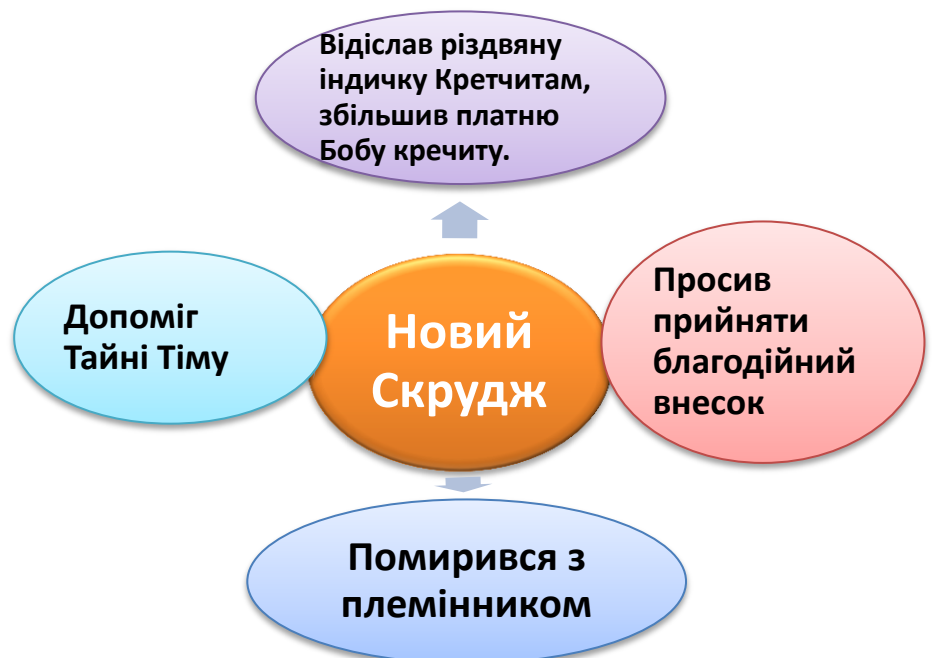 Відіслав різдвяну
індичку Кретчитам,
збільшив платню
Бобу кречиту.
Допоміг
Тайні Тіму
Новий
Скрудж
Просив
прийняти
благодійний
внесок
Помирився з
племінником